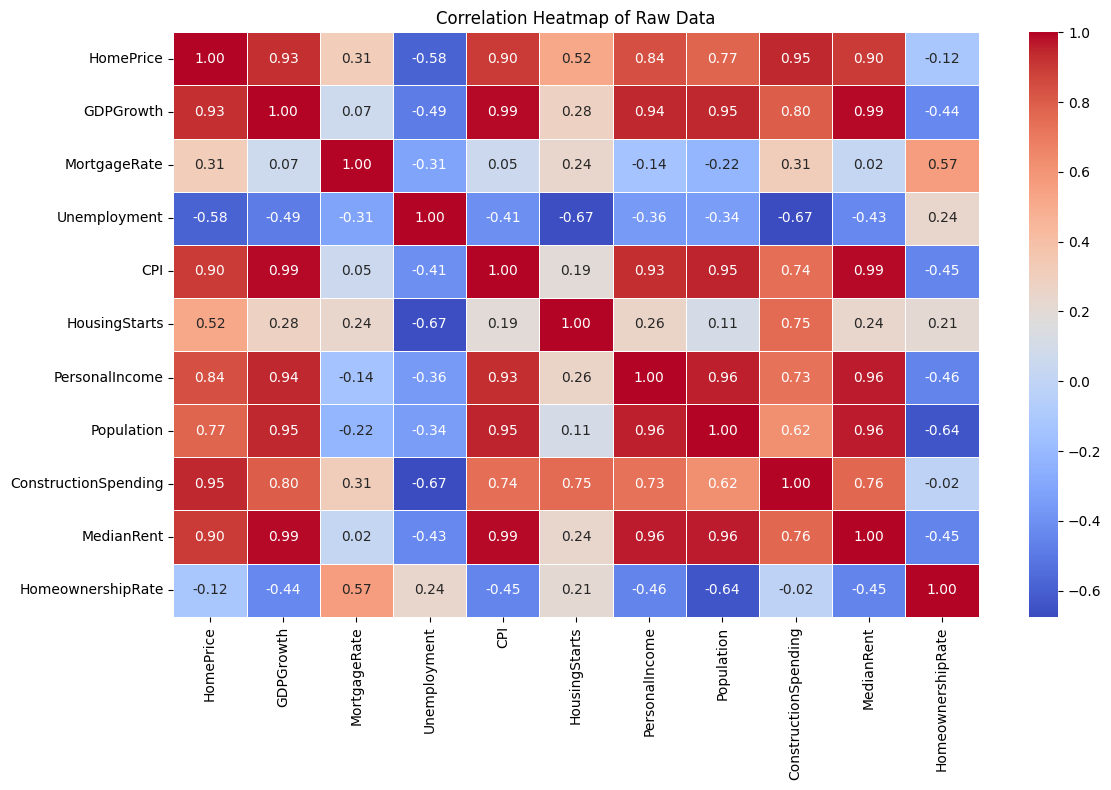 Correlation Heatmap of Raw Data
HomePrice 1.00 0.93 0.31 -0.58 0.90 0.52 0.84 0.77 0.95 0.90 -0.12
GDPGrowth 0.93 1.00 0.07 -0.49 0.99 0.28 0.94 0.95 0.80 0.99 -0.44
MortgageRate 0.31 0.07 1.00 -0.31 0.05 0.24 -0.14 -0.22 0.31 0.02 0.57
Unemployment -0.58 -0.49 -0.31 1.00 -0.41 -0.67 -0.36 -0.34 -0.67 -0.43 0.24
CPI 0.90 0.99 0.05 -0.41 1.00 0.19 0.93 0.95 0.74 0.99 -0.45
HousingStarts 0.52 0.28 0.24 -0.67 0.19 1.00 0.26 0.11 0.75 0.24 0.21
PersonalIncome 0.84 0.94 -0.14 -0.36 0.93 0.26 1.00 0.96 0.73 0.96 -0.46
Population 0.77 0.95 -0.22 -0.34 0.95 0.11 0.96 1.00 0.62 0.96 -0.64
ConstructionSpending 0.95 0.80 0.31 -0.67 0.74 0.75 0.73 0.62 1.00 0.76 -0.02
MedianRent 0.90 0.99 0.02 -0.43 0.99 0.24 0.96 0.96 0.76 1.00 -0.45
HomeownershipRate -0.12 -0.44 0.57 0.24 -0.45 0.21 -0.46 -0.64 -0.02 -0.45 1.00
HomePrice
GDPGrowth
MortgageRate
Unemployment
CPI
HousingStarts
PersonalIncome
Population
ConstructionSpending
MedianRent
HomeownershipRate
1.0
0.8
0.6
0.4
0.2
0.0
−0.2
−0.4
−0.6